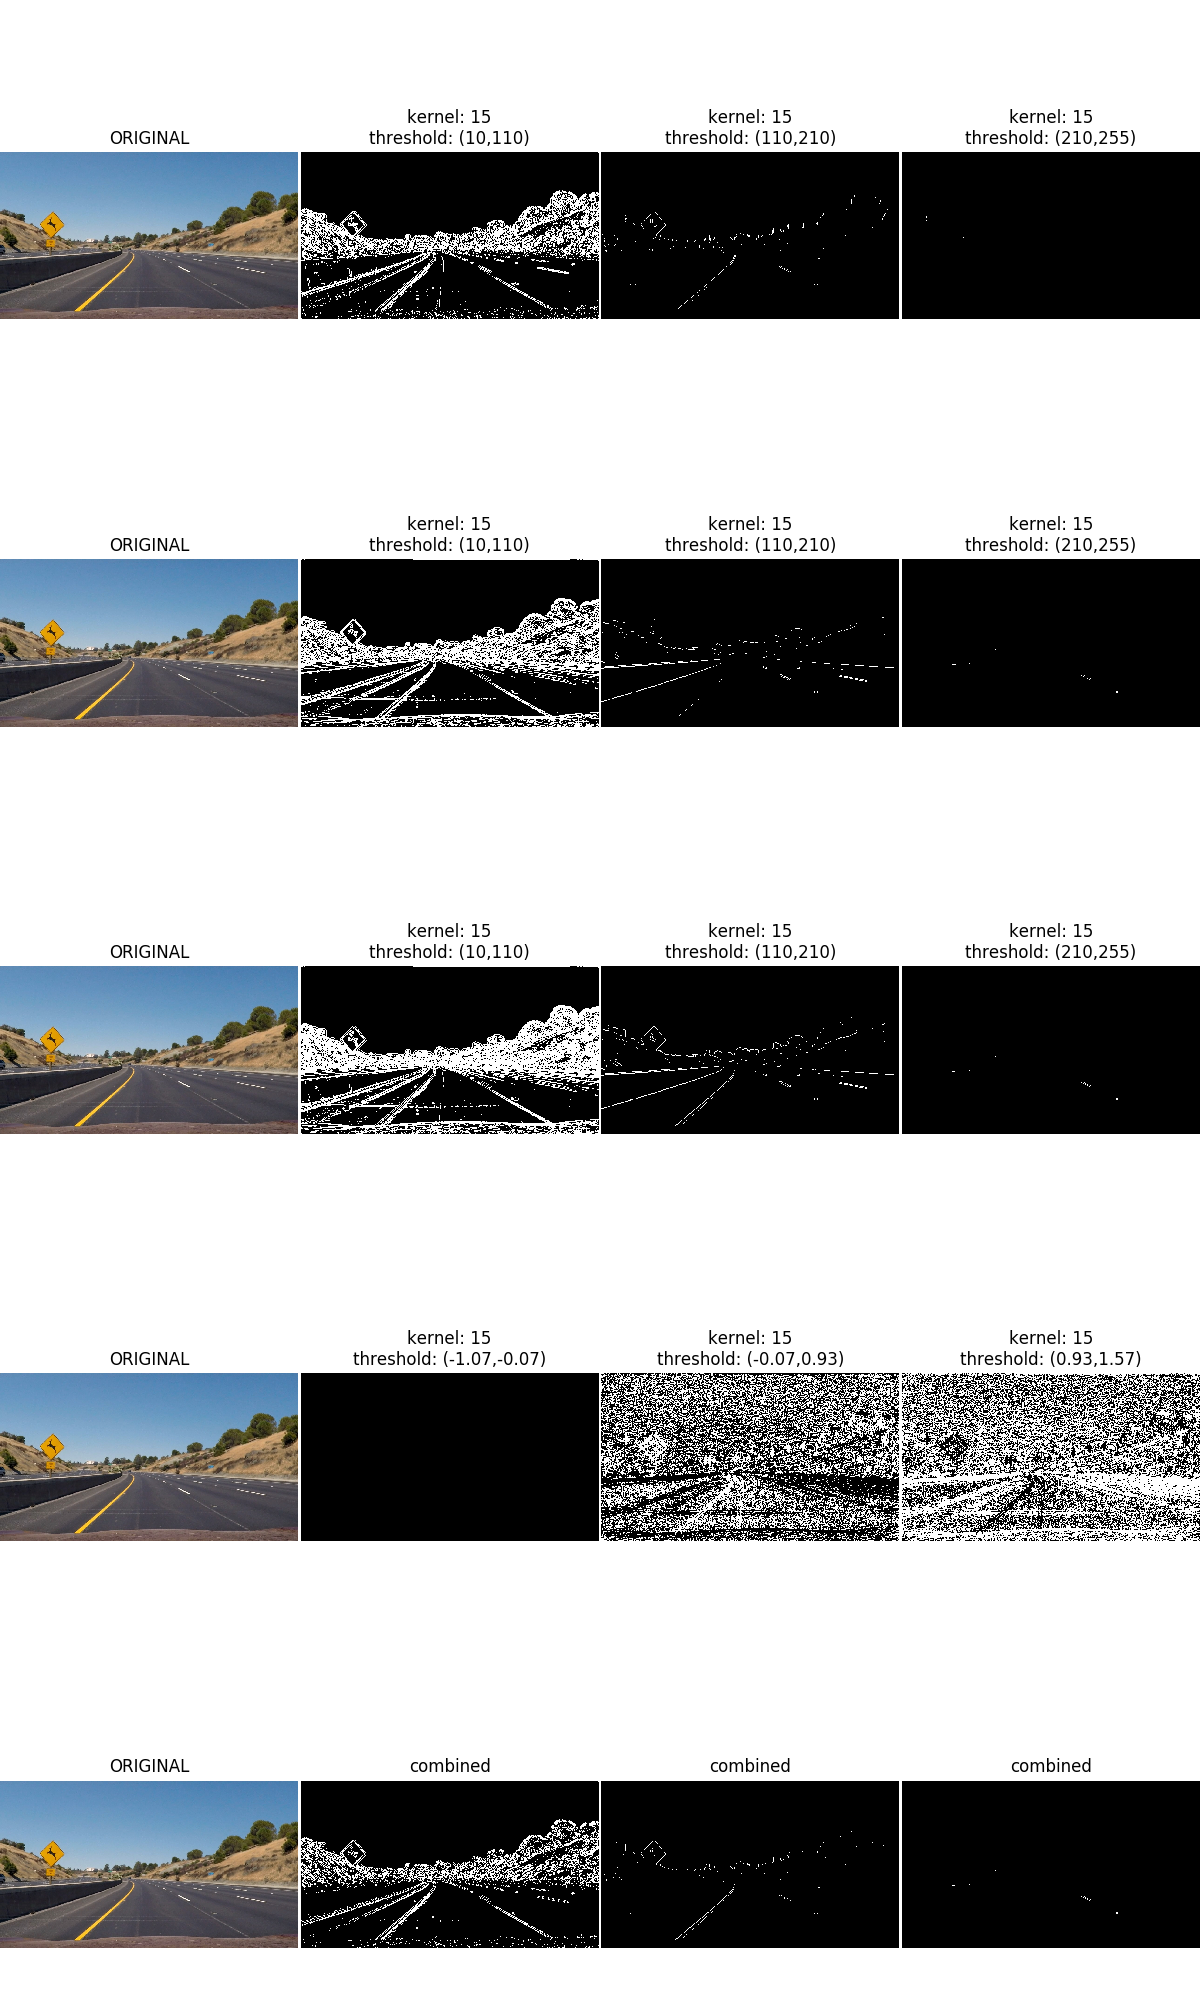 ORIGINAL
kernel: 15
threshold: (10,110)
kernel: 15
threshold: (110,210)
kernel: 15
threshold: (210,255)
ORIGINAL
kernel: 15
threshold: (10,110)
kernel: 15
threshold: (110,210)
kernel: 15
threshold: (210,255)
ORIGINAL
kernel: 15
threshold: (10,110)
kernel: 15
threshold: (110,210)
kernel: 15
threshold: (210,255)
ORIGINAL
kernel: 15
threshold: (-1.07,-0.07)
kernel: 15
threshold: (-0.07,0.93)
kernel: 15
threshold: (0.93,1.57)
ORIGINAL
combined
combined
combined